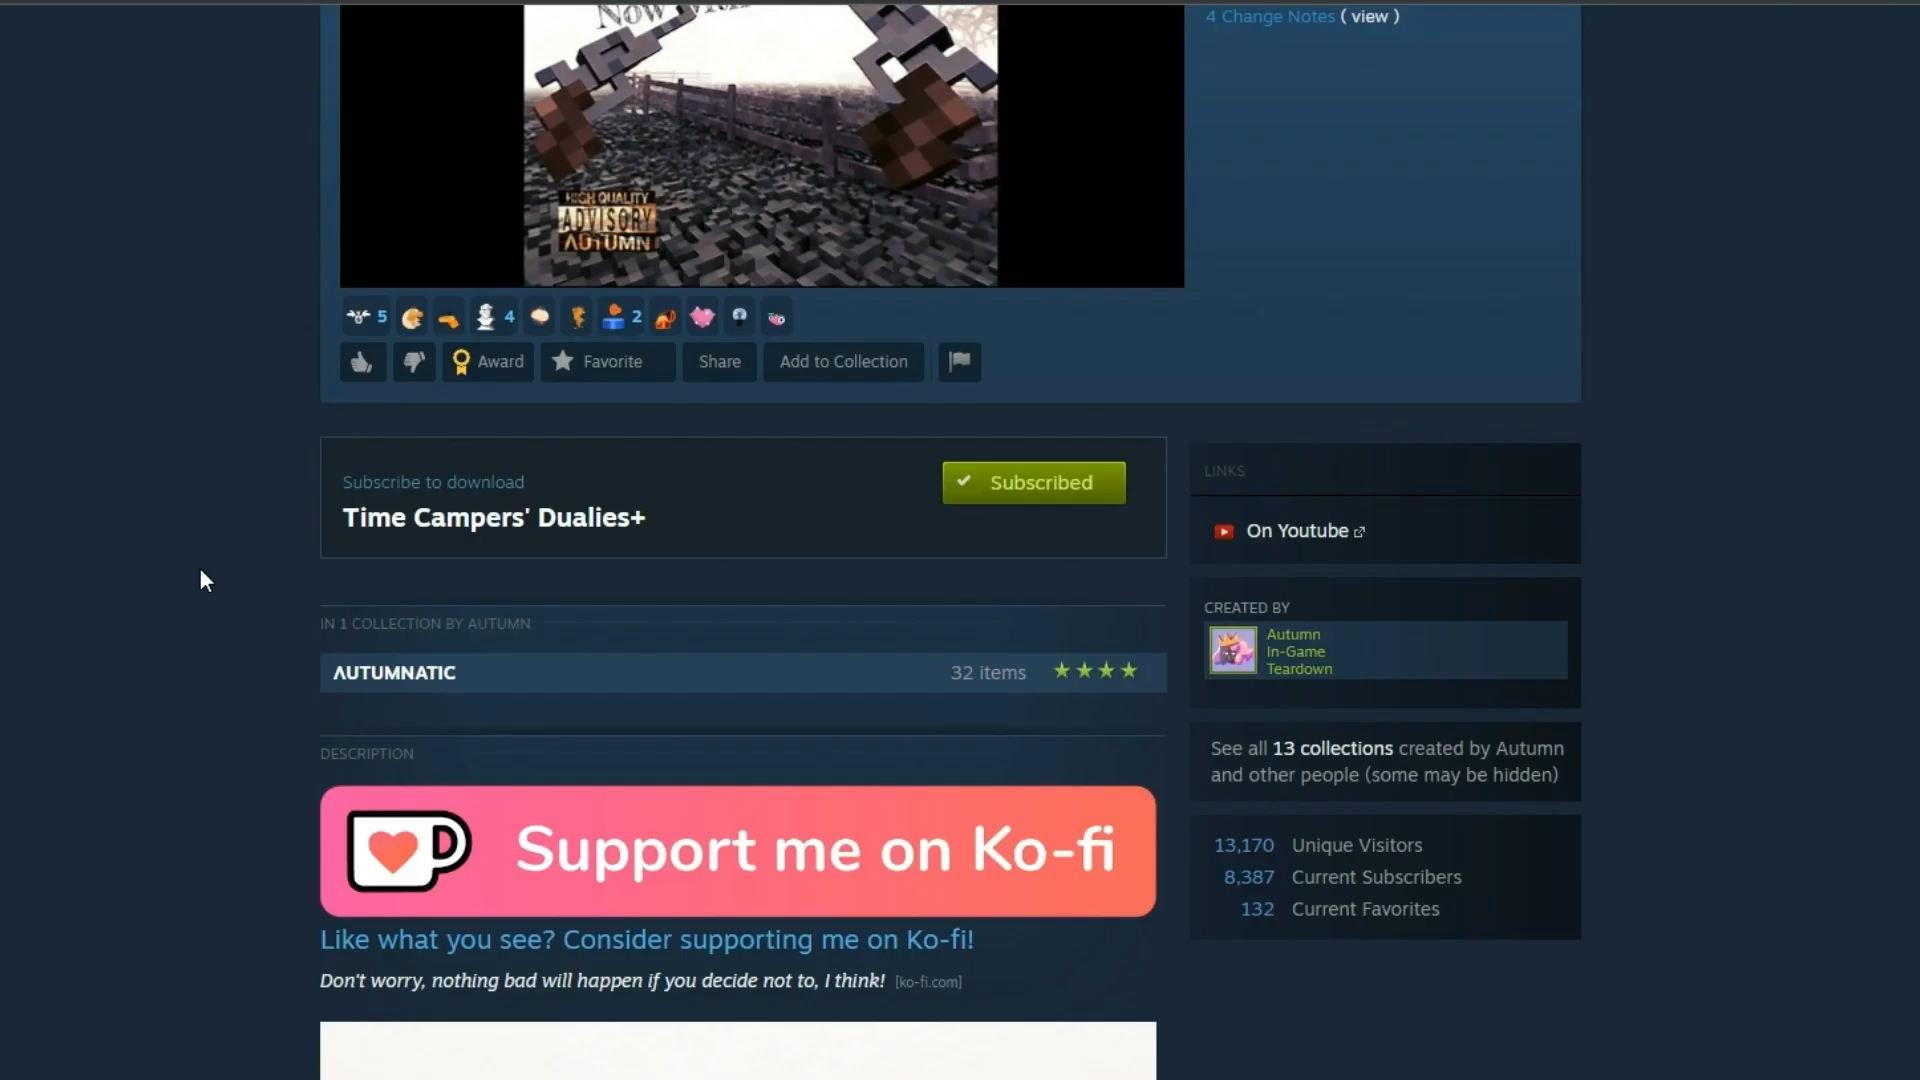 4 Change Notes ( view )
HIGH QUALITY
ADVISORY
AUTUMN
5
4
2
Award
Favorite
Share
Add to Collection
Subscribe to download
Time Campers' Dualies+
Subscribed
LINKS
On Youtube
CREATED BY
Autumn
In-Game
Teardown
IN 1 COLLECTION BY AUTUMN
ΛUTUMNATIC
32 items
See all 13 collections created by Autumn
and other people (some may be hidden)
DESCRIPTION
Support me on Ko-fi
13,170 Unique Visitors
8,387 Current Subscribers
132 Current Favorites
Like what you see? Consider supporting me on Ko-fi!
Don't worry, nothing bad will happen if you decide not to, I think! [ko-fi.com]